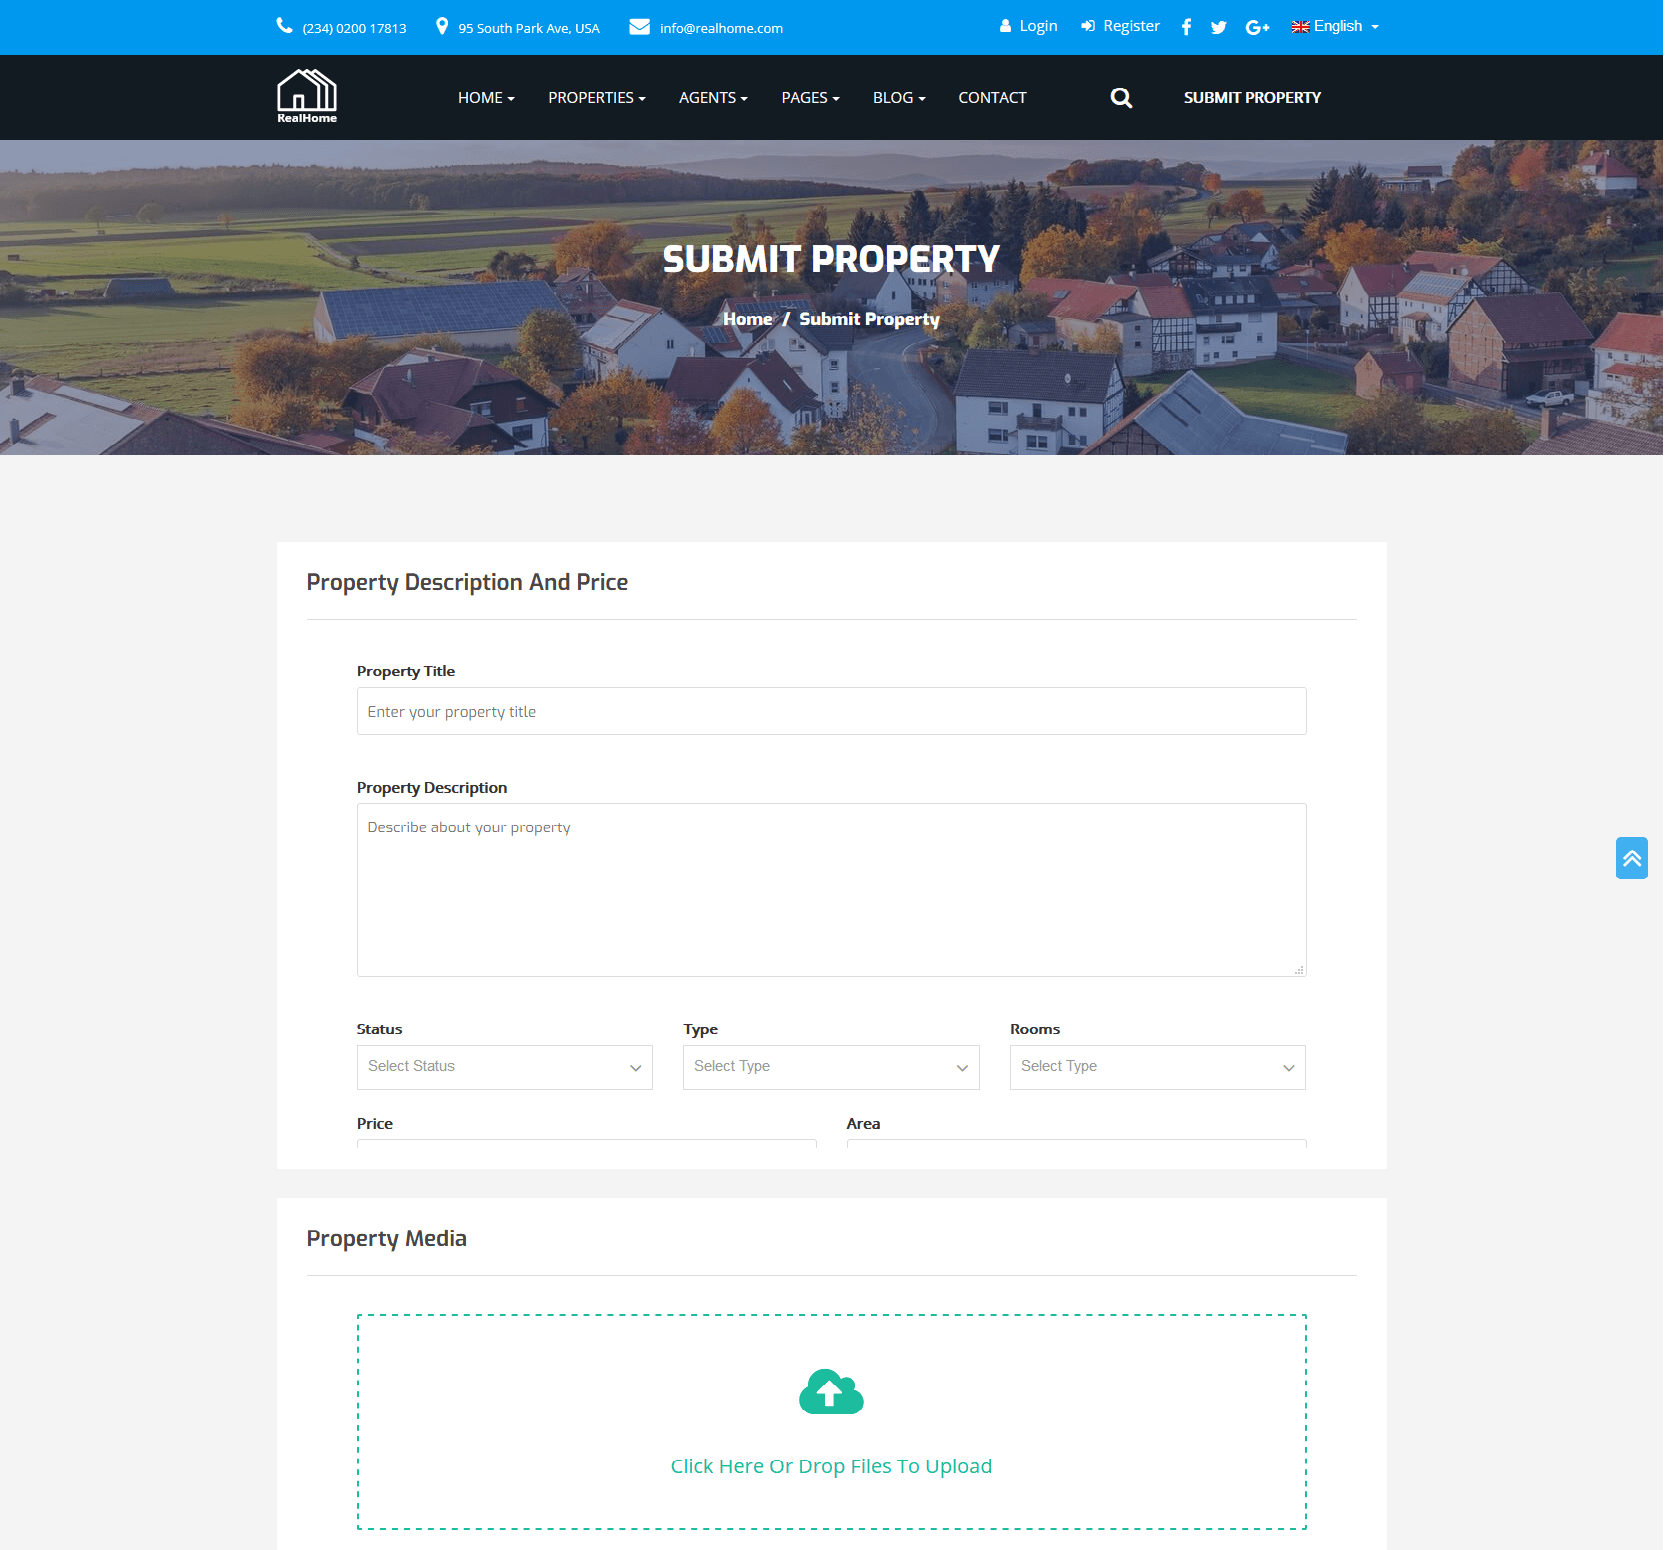 (234) 0200 17813 95 South Park Ave, USA info@realhome.com Login Register English
RealHome
HOME PROPERTIES AGENTS PAGES BLOG CONTACT SUBMIT PROPERTY
SUBMIT PROPERTY
Home / Submit Property
Property Description And Price
Property Title
Enter your property title
Property Description
Describe about your property
Status Type Rooms
Select Status Select Type Select Type
Price Area
Property Media
Click Here Or Drop Files To Upload